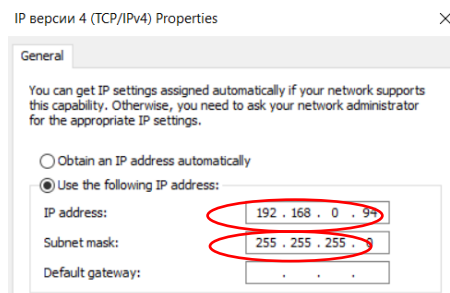 IP версии 4 (TCP/IPv4) Properties
General
You can get IP settings assigned automatically if your network supports
this capability. Otherwise, you need to ask your network administrator
for the appropriate IP settings.
Obtain an IP address automatically
Use the following IP address:
IP address: 192 . 168 . 0 . 94
Subnet mask: 255 . 255 . 255 . 0
Default gateway: . . .